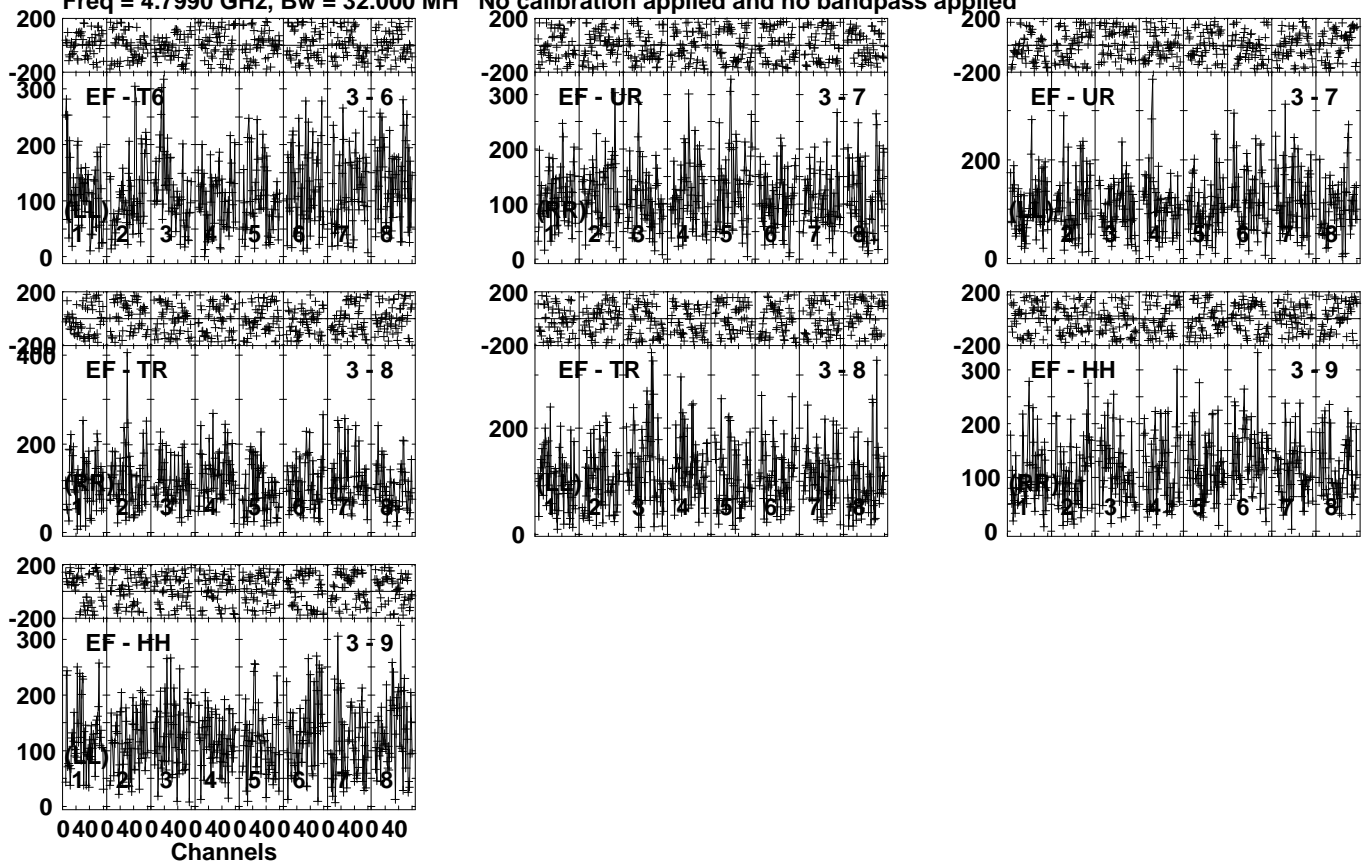 Freq = 4.7990 GHz, Bw = 32.000 MH No calibration applied and no bandpass applied
200 200 200
-200 -200 -200
300 EF - T6 3 - 6 300 EF - UR 3 - 7 EF - UR 3 - 7
200 200 200
100 100
(LL) (RR) (LL)
1 2 3 4 5 6 7 8 1 2 3 4 5 6 7 8 1 2 3 4 5 6 7 8
0 0 0
200 200 200
-200 -200 -200
400 EF - TR 3 - 8 EF - TR 3 - 8 300 EF - HH 3 - 9
200 200 200
100
(RR) (LL) (RR)
1 2 3 4 5 6 7 8 1 2 3 4 5 6 7 8 1 2 3 4 5 6 7 8
0 0 0
200
-200
300 EF - HH 3 - 9
200
100
(LL)
1 2 3 4 5 6 7 8
0
0 40 0 40 0 40 0 40 0 40 0 40 0 40 0 40
Channels